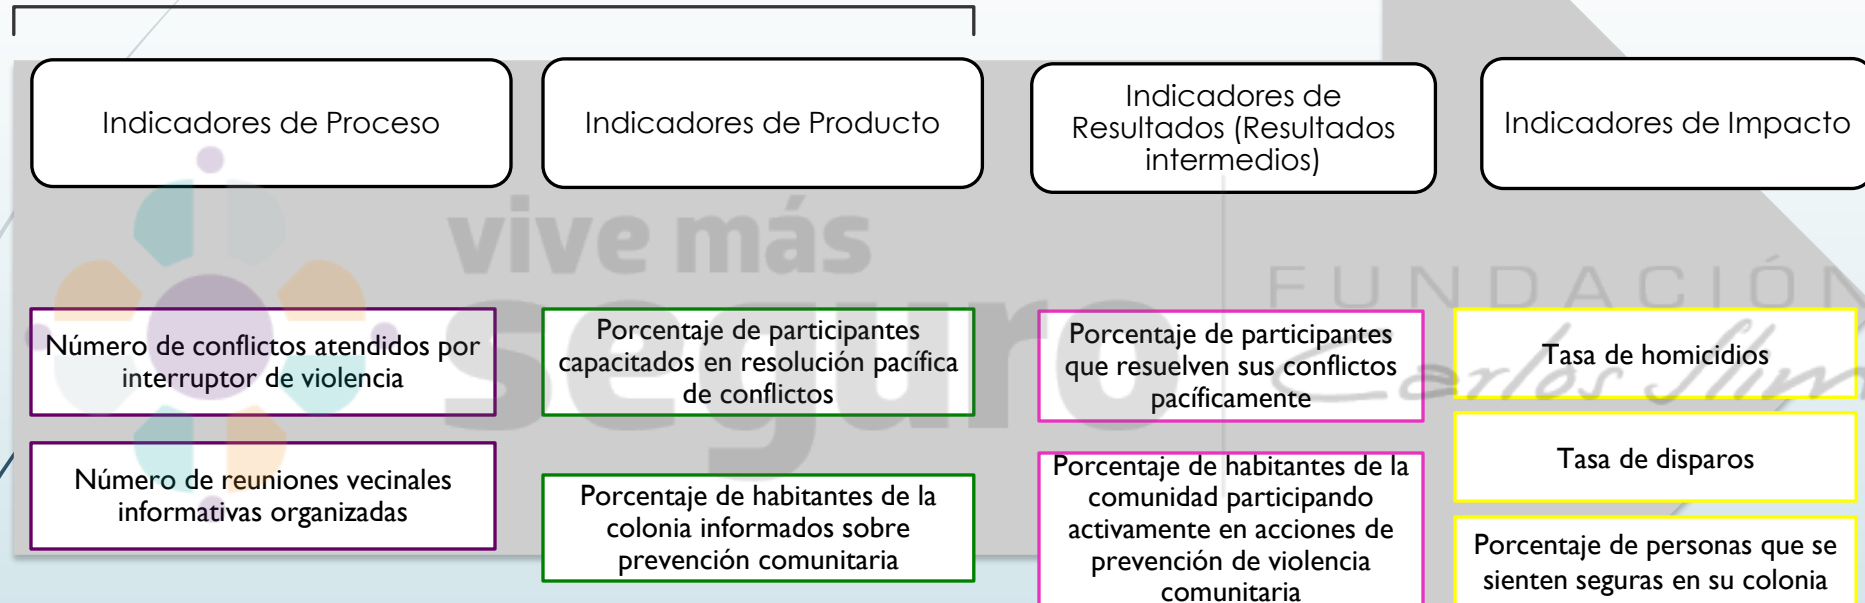 Indicadores de Proceso
Indicadores de Producto
Indicadores de
Resultados (Resultados
intermedios)
Indicadores de Impacto
vive más
seguro
FUNDACIÓN
Carlos Slim
Número de conflictos atendidos por
interruptor de violencia
Número de reuniones vecinales
informativas organizadas
Porcentaje de participantes
capacitados en resolución pacífica
de conflictos
Porcentaje de habitantes de la
colonia informados sobre
prevención comunitaria
Porcentaje de participantes
que resuelven sus conflictos
pacíficamente
Porcentaje de habitantes de la
comunidad participando
activamente en acciones de
prevención de violencia
comunitaria
Tasa de homicidios
Tasa de disparos
Porcentaje de personas que se
sienten seguras en su colonia